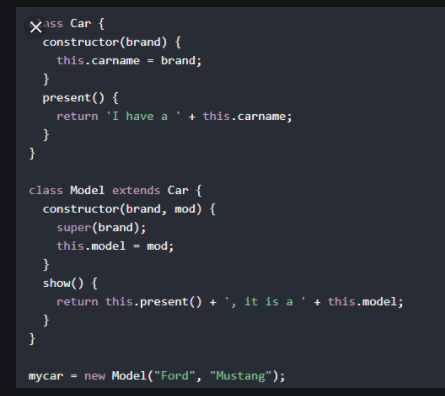 ass Car {
constructor(brand) {
this.carname = brand;
}
present() {
return 'I have a ' + this.carname;
}
}
class Model extends Car {
constructor(brand, mod) {
super(brand);
this.model = mod;
}
show() {
return this.present() + ', it is a ' + this.model;
}
}
mycar = new Model("Ford", "Mustang");